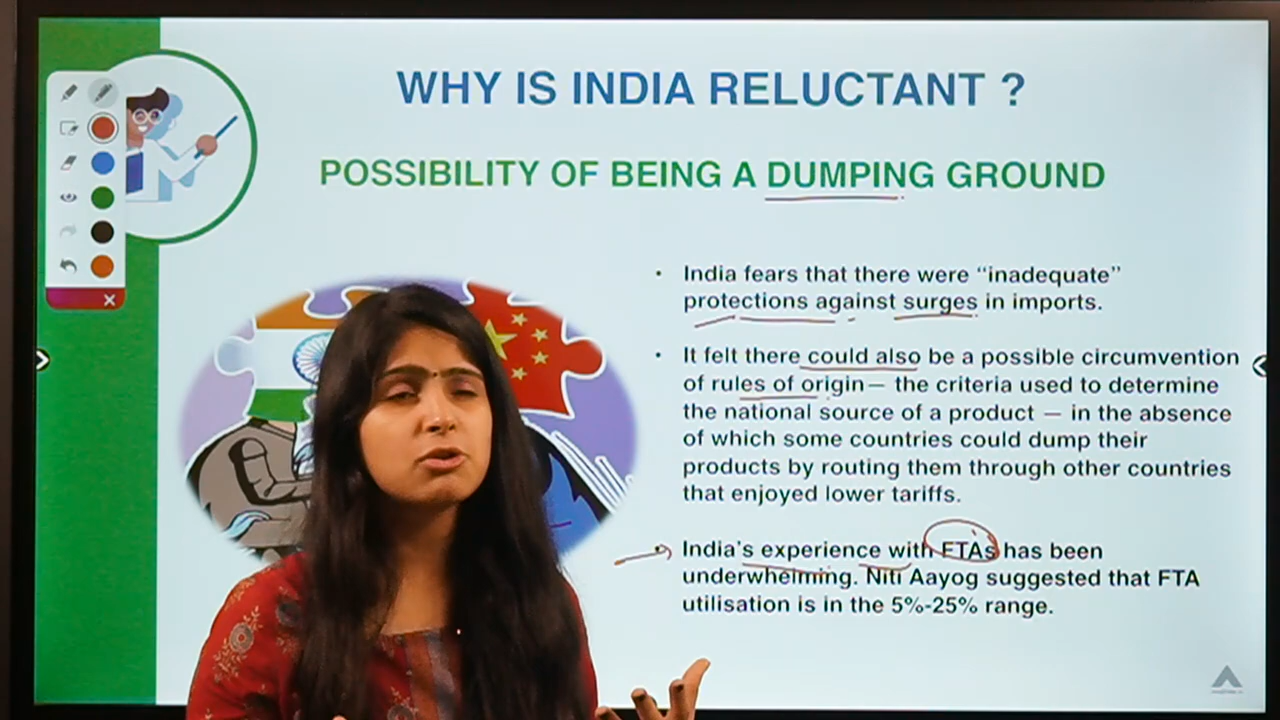 WHY IS INDIA RELUCTANT ?
POSSIBILITY OF BEING A DUMPING GROUND
• India fears that there were “inadequate”
protections against surges in imports.
• It felt there could also be a possible circumvention
of rules of origin— the criteria used to determine
the national source of a product — in the absence
of which some countries could dump their
products by routing them through other countries
that enjoyed lower tariffs.
India's experience with FTAs has been
underwhelming. Niti Aayog suggested that FTA
utilisation is in the 5%-25% range.